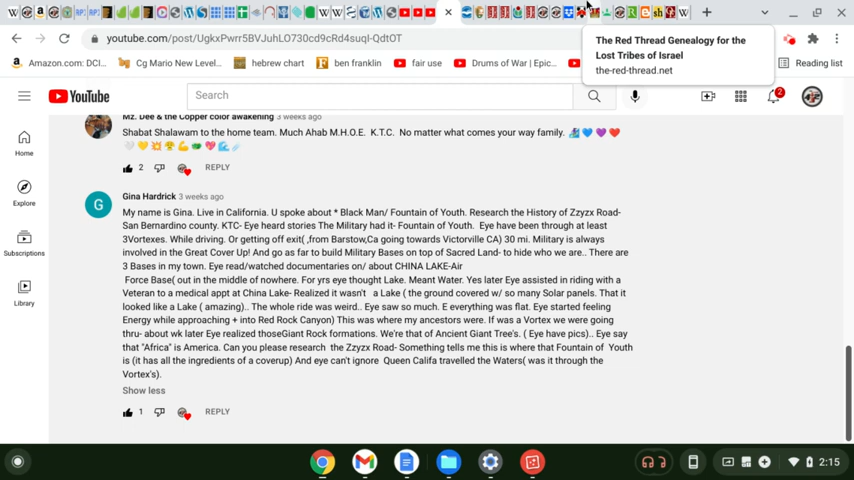 youtube.com/post/UgkxPwrr5BVJuhLO730cd9cRd4suqI-QdtOT
The Red Thread Genealogy for the
Lost Tribes of Israel
the-red-thread.net
Amazon.com: DCI...
Cg Mario New Level...
hebrew chart
ben franklin
fair use
Drums of War | Epic...
Reading list
YouTube
Search
2
Home
Explore
Subscriptions
Library
Mz. Dee & the Copper color awakening 3 weeks ago
Shabat Shalawam to the home team. Much Ahab M.H.O.E. K.T.C. No matter what comes your way family.
2 REPLY
G
Gina Hardrick 3 weeks ago
My name is Gina. Live in California. U spoke about * Black Man/ Fountain of Youth. Research the History of Zzyzx Road-
San Bernardino county. KTC- Eye heard stories The Military had it- Fountain of Youth. Eye have been through at least
3Vortexes. While driving. Or getting off exit( ,from Barstow,Ca going towards Victorville CA) 30 mi. Military is always
involved in the Great Cover Up! And go as far to build Military Bases on top of Sacred Land- to hide who we are.. There are
3 Bases in my town. Eye read/watched documentaries on/ about CHINA LAKE-Air
Force Base( out in the middle of nowhere. For yrs eye thought Lake. Meant Water. Yes later Eye assisted in riding with a
Veteran to a medical appt at China Lake- Realized it wasn't a Lake ( the ground covered w/ so many Solar panels. That it
looked like a Lake ( amazing).. The whole ride was weird.. Eye saw so much. E everything was flat. Eye started feeling
Energy while approaching + into Red Rock Canyon) This was where my ancestors were. If was a Vortex we were going
thru- about wk later Eye realized thoseGiant Rock formations. We're that of Ancient Giant Tree's. ( Eye have pics).. Eye say
that "Africa" is America. Can you please research the Zzyzx Road- Something tells me this is where that Fountain of Youth
is (it has all the ingredients of a coverup) And eye can't ignore Queen Califa travelled the Waters( was it through the
Vortex's).
Show less
1 REPLY
2:15